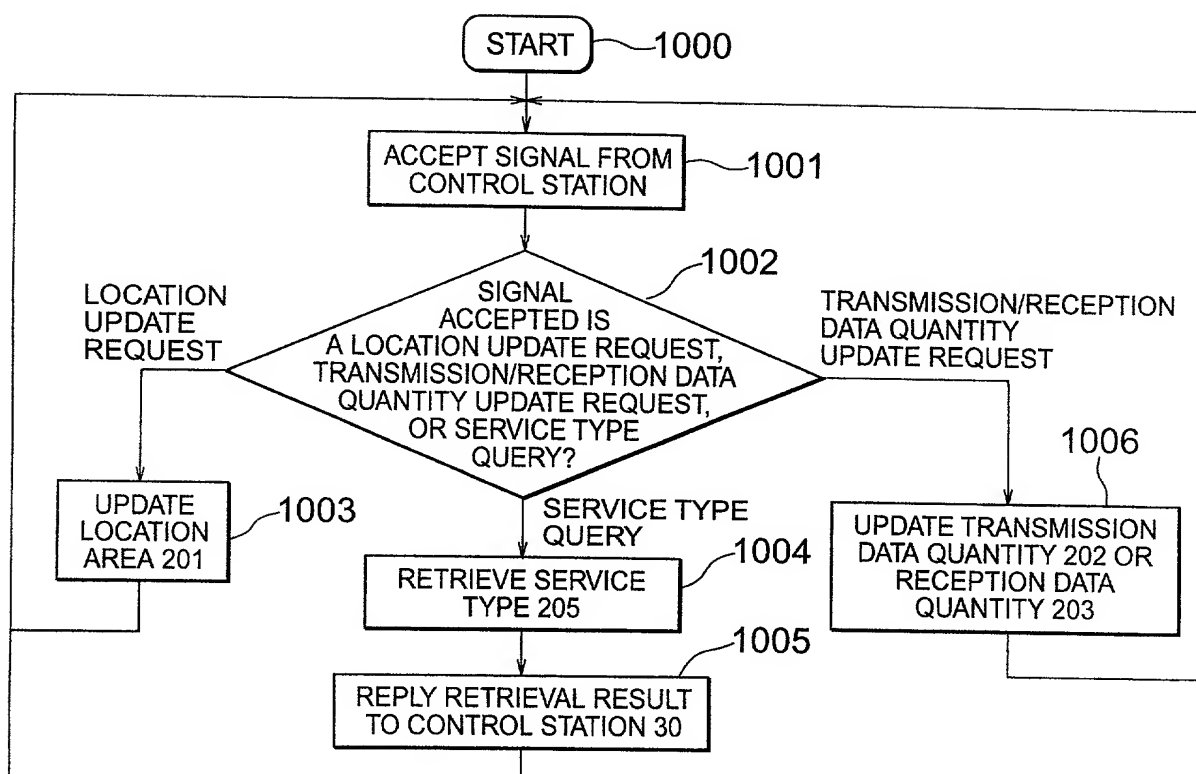 START
1000
ACCEPT SIGNAL FROM
CONTROL STATION
1001
1002
LOCATION
UPDATE
REQUEST
SIGNAL
ACCEPTED IS
A LOCATION UPDATE REQUEST,
TRANSMISSION/RECEPTION DATA
QUANTITY UPDATE REQUEST,
OR SERVICE TYPE
QUERY?
TRANSMISSION/RECEPTION
DATA QUANTITY
UPDATE REQUEST
UPDATE
LOCATION
AREA 201
1003
SERVICE TYPE
QUERY
1004
RETRIEVE SERVICE
TYPE 205
1006
UPDATE TRANSMISSION
DATA QUANTITY 202 OR
RECEPTION DATA
QUANTITY 203
1005
REPLY RETRIEVAL RESULT
TO CONTROL STATION 30